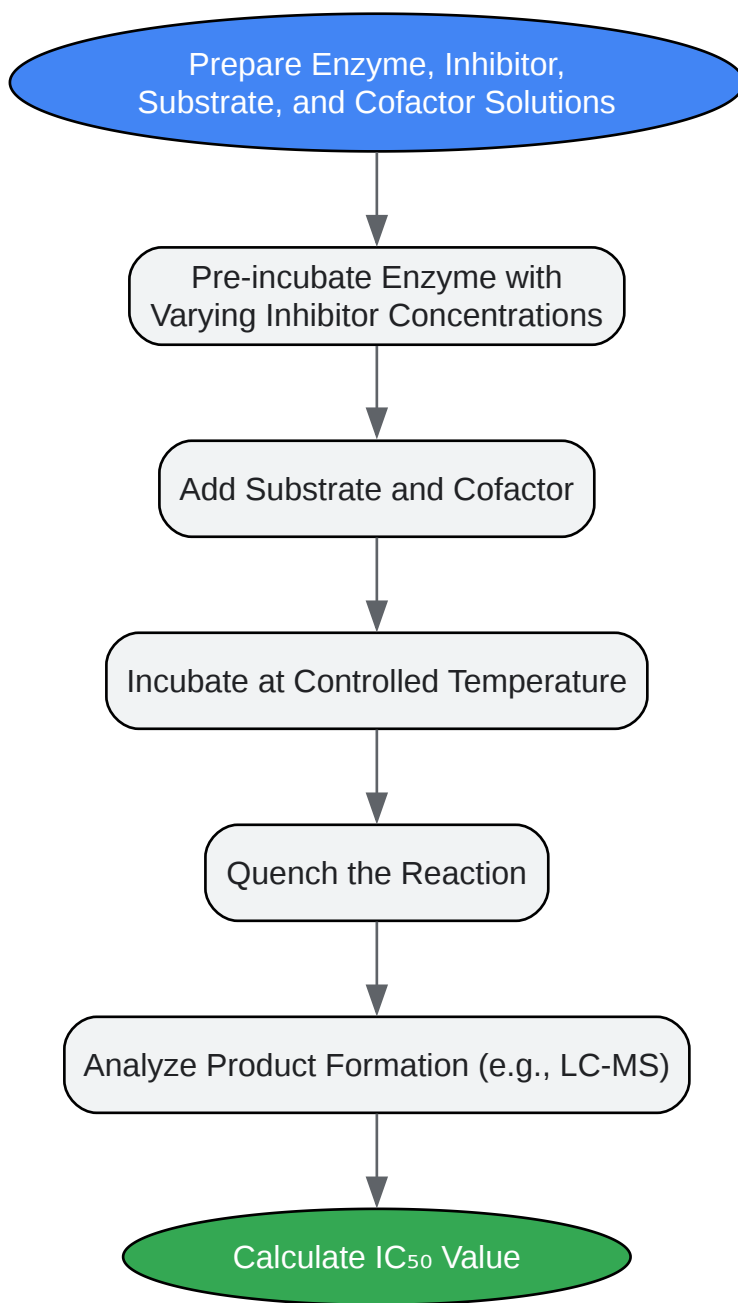 Prepare Enzyme, Inhibitor,
Substrate, and Cofactor Solutions
Pre-incubate Enzyme with
Varying Inhibitor Concentrations
Add Substrate and Cofactor
Incubate at Controlled Temperature
Quench the Reaction
Analyze Product Formation (e.g., LC-MS)
Calculate IC₅₀ Value